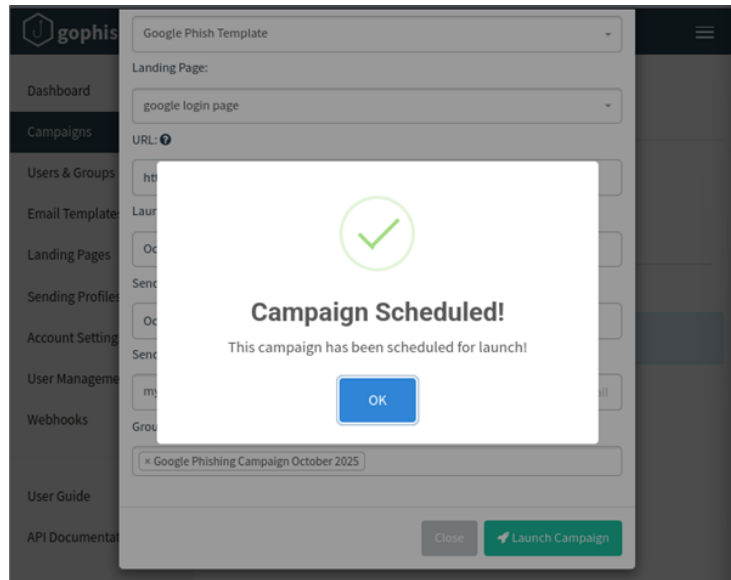 gophis
Google Phish Template
Landing Page:
Dashboard
google login page
Campaigns
URL:
Users & Groups
Email Templates
Landing Pages
Sending Profiles
Account Setting
User Manageme
Webhooks
User Guide
API Documentat
Campaign Scheduled!
This campaign has been scheduled for launch!
OK
× Google Phishing Campaign October 2025
Close
Launch Campaign